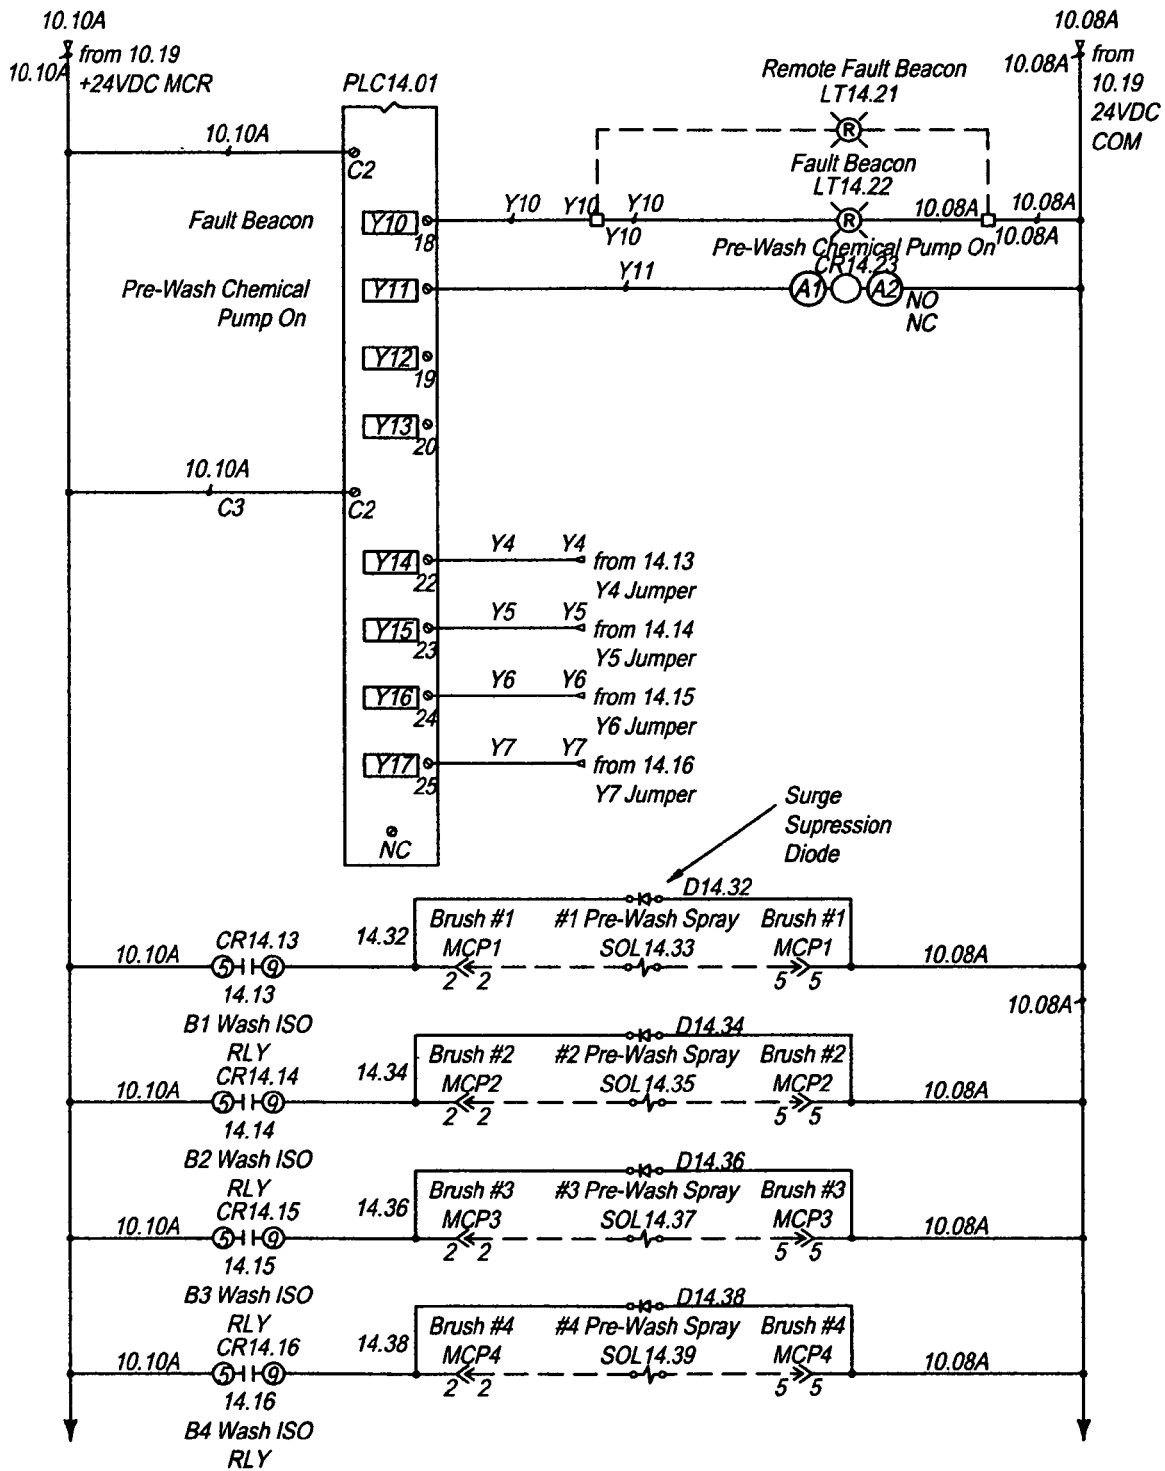 10.10A
10.08A
from 10.19
10.10A
+24VDC MCR
10.08A
from
10.19
24VDC
COM
PLC14.01
Remote Fault Beacon
LT14.21
R
10.10A
C2
Fault Beacon
LT14.22
Fault Beacon
Y10
18
Y10
Y10
Y10
Y10
R
10.08A
10.08A
10.08A
Pre-Wash Chemical Pump On
CR14.23
Pre-Wash Chemical
Pump On
Y11
Y11
A1
A2
NO
NC
Y12
19
Y13
20
10.10A
C3
C2
Y14
22
Y4
Y4
from 14.13
Y4 Jumper
Y15
23
Y5
Y5
from 14.14
Y5 Jumper
Y16
24
Y6
Y6
from 14.15
Y6 Jumper
Y17
25
Y7
Y7
from 14.16
Y7 Jumper
NC
Surge
Supression
Diode
D14.32
10.10A
CR14.13
5
9
14.13
B1 Wash ISO
RLY
14.32
Brush #1
MCP1
2 2
#1 Pre-Wash Spray
SOL14.33
Brush #1
MCP1
5 5
10.08A
10.08A
D14.34
10.10A
CR14.14
5
9
14.14
B2 Wash ISO
RLY
14.34
Brush #2
MCP2
2 2
#2 Pre-Wash Spray
SOL14.35
Brush #2
MCP2
5 5
10.08A
D14.36
10.10A
CR14.15
5
9
14.15
B3 Wash ISO
RLY
14.36
Brush #3
MCP3
2 2
#3 Pre-Wash Spray
SOL14.37
Brush #3
MCP3
5 5
10.08A
D14.38
10.10A
CR14.16
5
9
14.16
B4 Wash ISO
RLY
14.38
Brush #4
MCP4
2 2
#4 Pre-Wash Spray
SOL14.39
Brush #4
MCP4
5 5
10.08A